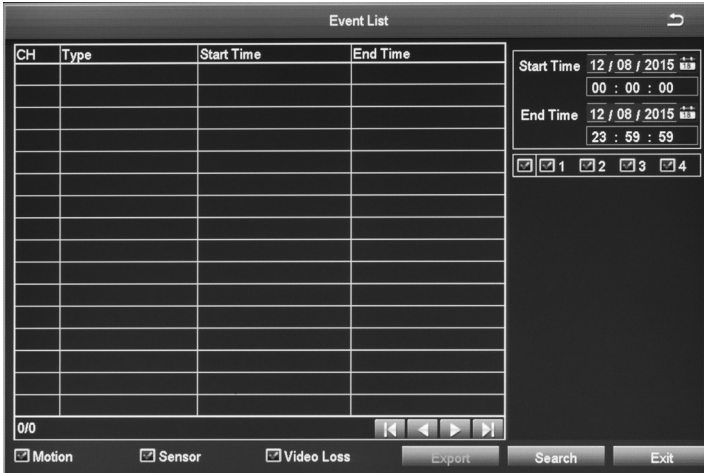 Event List
CH Type Start Time End Time
Start Time 12 / 08 / 2015
00 : 00 : 00
End Time 12 / 08 / 2015
23 : 59 : 59
1 2 3 4
0/0
Motion Sensor Video Loss Export Search Exit